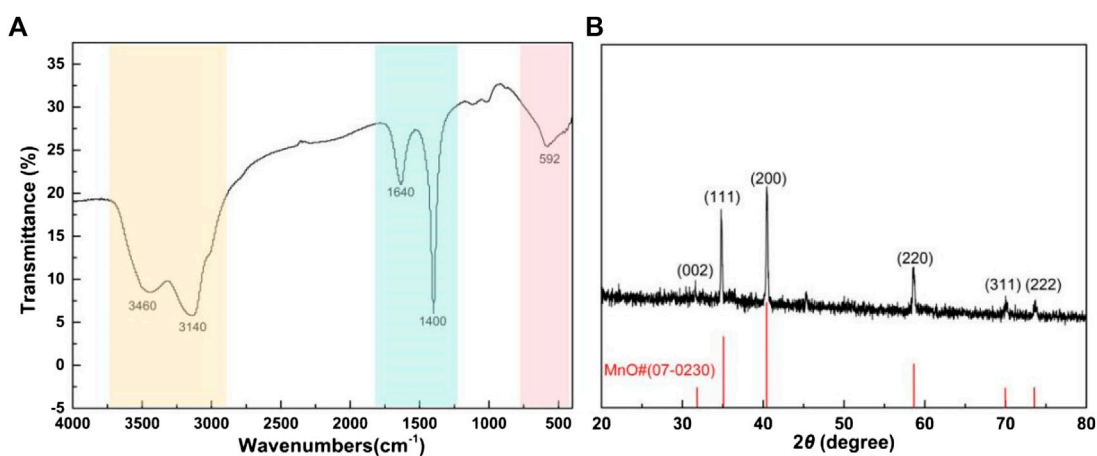 A
Transmittance (%)
35
30
25
20
15
10
5
0
-5
3460
3140
1640
1400
592
4000 3500 3000 2500 2000 1500 1000 500
Wavenumbers(cm⁻¹)
B
(002)
(111)
(200)
(220)
(311) (222)
MnO#(07-0230)
20 30 40 50 60 70 80
2θ (degree)